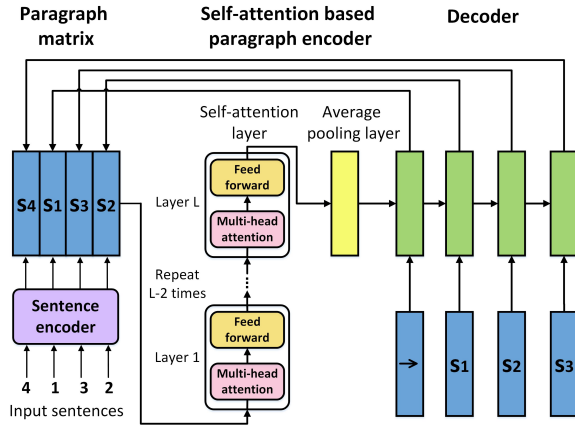 Paragraph
matrix
Self-attention based
paragraph encoder
Decoder
Self-attention
layer
Average
pooling layer
S4 S1 S3 S2
Layer L
Feed
forward
Multi-head
attention
Repeat
L-2 times
Sentence
encoder
Layer 1
Feed
forward
Multi-head
attention
→ S1 S2 S3
4 1 3 2
Input sentences